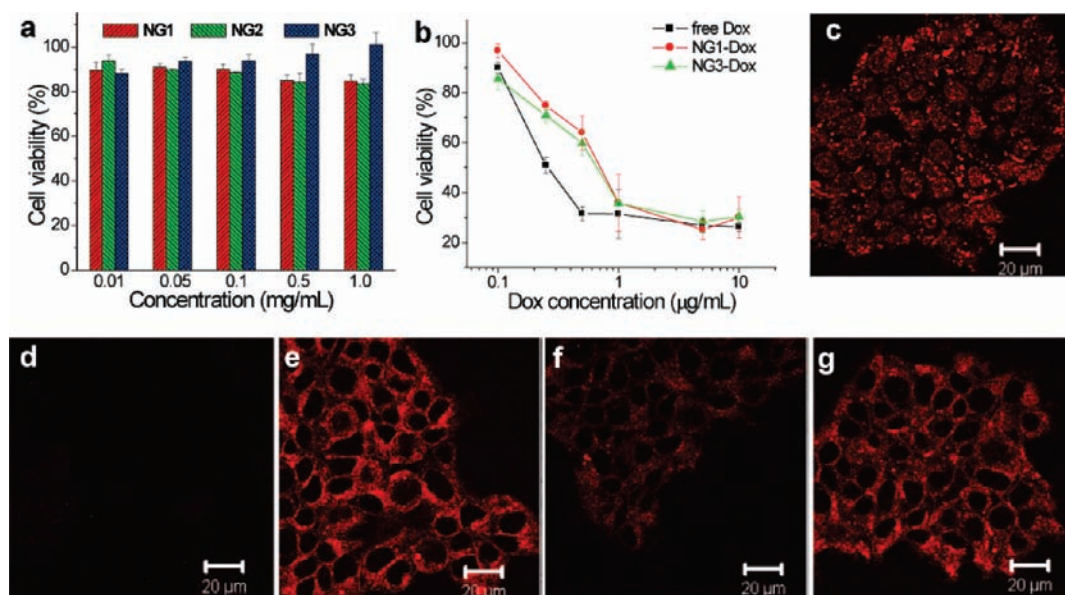 a
NG1 NG2 NG3
100
80
60
40
20
0
Cell viability (%)
0.01 0.05 0.1 0.5 1.0
Concentration (mg/mL)
b
free Dox
NG1-Dox
NG3-Dox
100
80
60
40
20
Cell viability (%)
0.1 1 10
Dox concentration (μg/mL)
c
20 μm
d
20 μm
e
20 μm
f
20 μm
g
20 μm